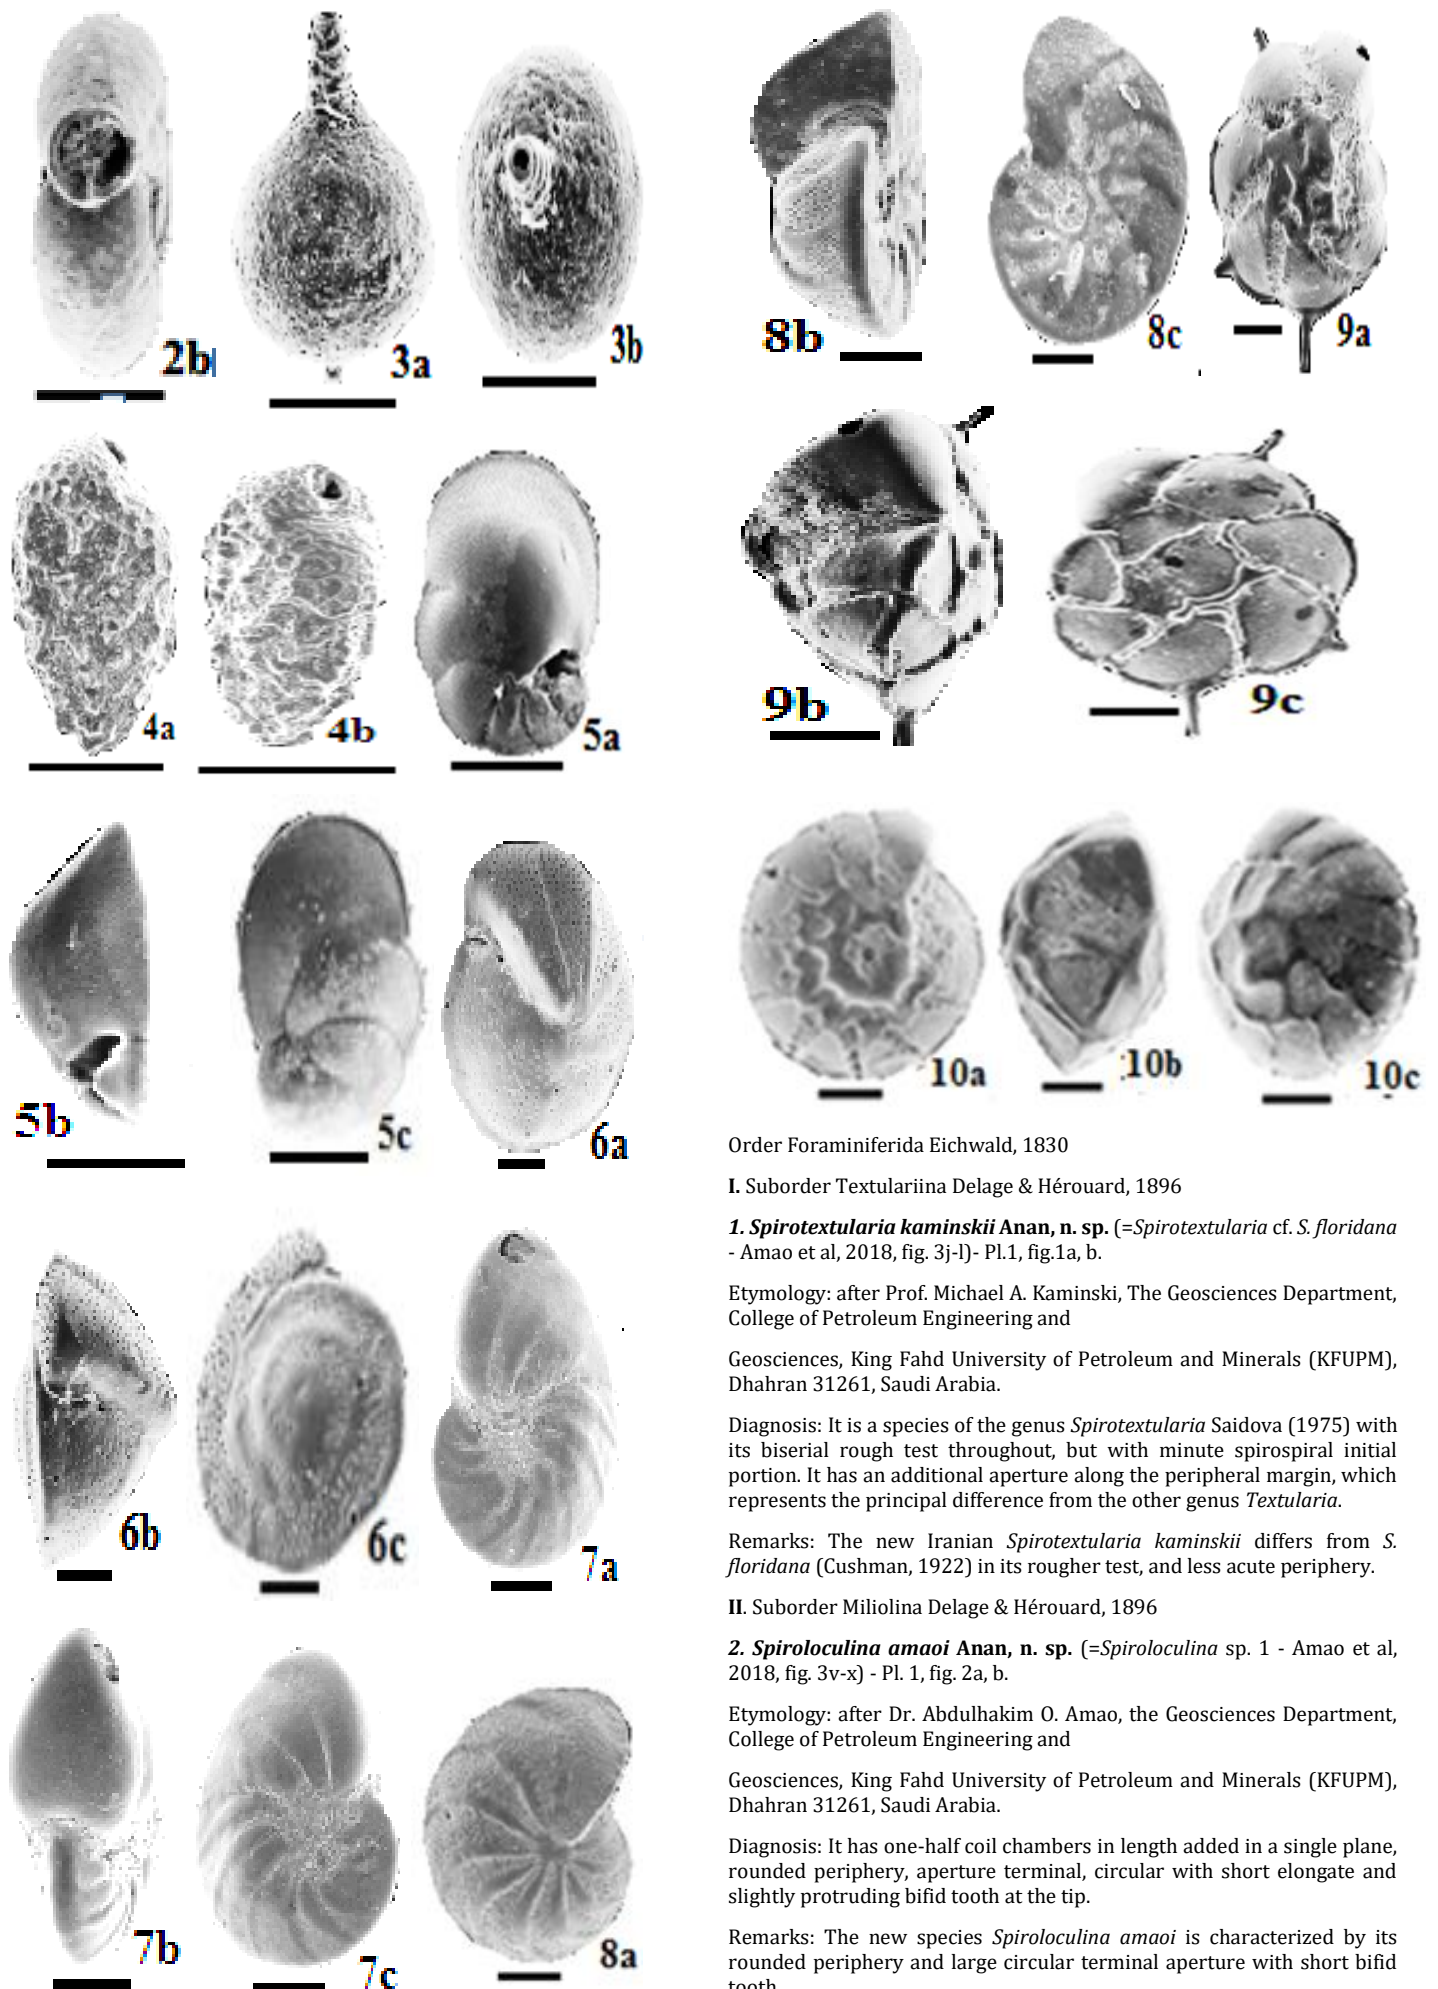 2b
3a
3b
4a
4b
5a
5b
5c
6a
6b
6c
7a
7b
7c
8a
8b
8c
9a
9b
9c
10a
10b
10c
Order Foraminiferida Eichwald, 1830
I. Suborder Textulariina Delage & Hérouard, 1896
1. Spirotextularia kaminskii Anan, n. sp. (=Spirotextularia cf. S. floridana
- Amao et al, 2018, fig. 3j-l)- Pl.1, fig.1a, b.
Etymology: after Prof. Michael A. Kaminski, The Geosciences Department,
College of Petroleum Engineering and
Geosciences, King Fahd University of Petroleum and Minerals (KFUPM),
Dhahran 31261, Saudi Arabia.
Diagnosis: It is a species of the genus Spirotextularia Saidova (1975) with
its biserial rough test throughout, but with minute spirospiral initial
portion. It has an additional aperture along the peripheral margin, which
represents the principal difference from the other genus Textularia.
Remarks: The new Iranian Spirotextularia kaminskii differs from S.
floridana (Cushman, 1922) in its rougher test, and less acute periphery.
II. Suborder Miliolina Delage & Hérouard, 1896
2. Spiroloculina amaoi Anan, n. sp. (=Spiroloculina sp. 1 - Amao et al,
2018, fig. 3v-x) - Pl. 1, fig. 2a, b.
Etymology: after Dr. Abdulhakim O. Amao, the Geosciences Department,
College of Petroleum Engineering and
Geosciences, King Fahd University of Petroleum and Minerals (KFUPM),
Dhahran 31261, Saudi Arabia.
Diagnosis: It has one-half coil chambers in length added in a single plane,
rounded periphery, aperture terminal, circular with short elongate and
slightly protruding bifid tooth at the tip.
Remarks: The new species Spiroloculina amaoi is characterized by its
rounded periphery and large circular terminal aperture with short bifid
tooth